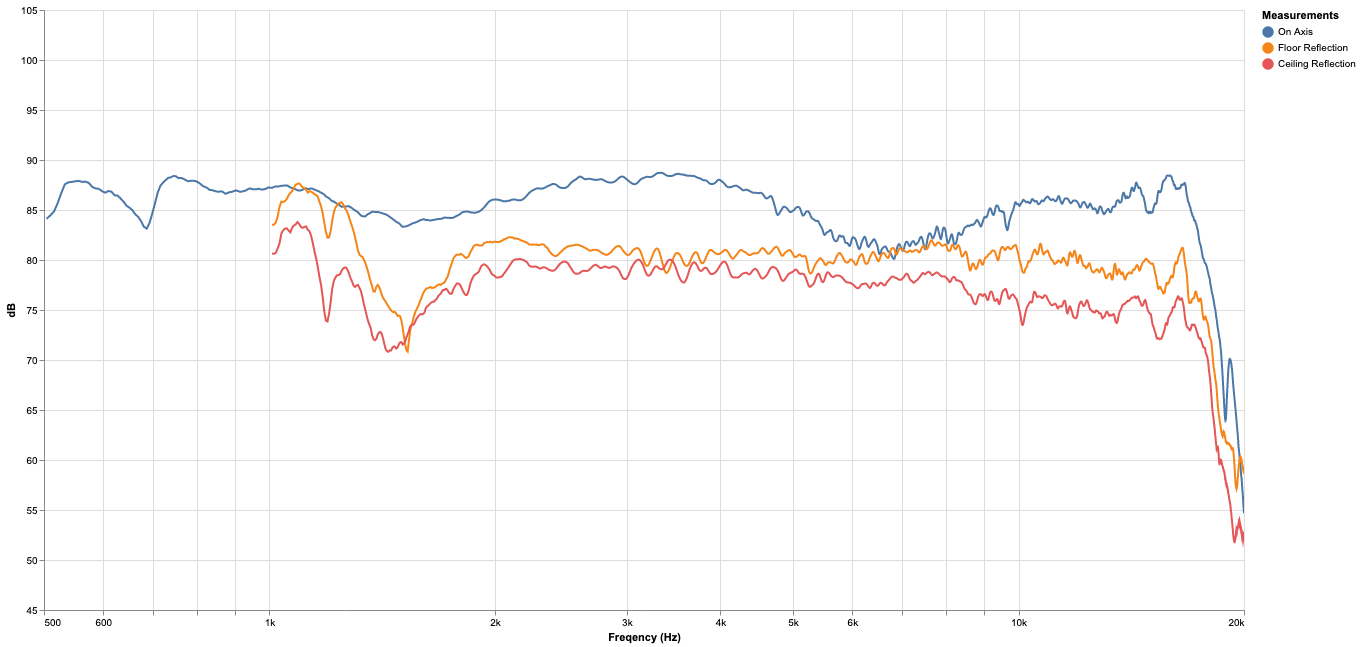 Measurements
On Axis
Floor Reflection
Ceiling Reflection
105
100
95
90
85
80
75
70
65
60
55
50
45
dB
500 600 1k 2k 3k 4k 5k 6k 10k 20k
Freqency (Hz)